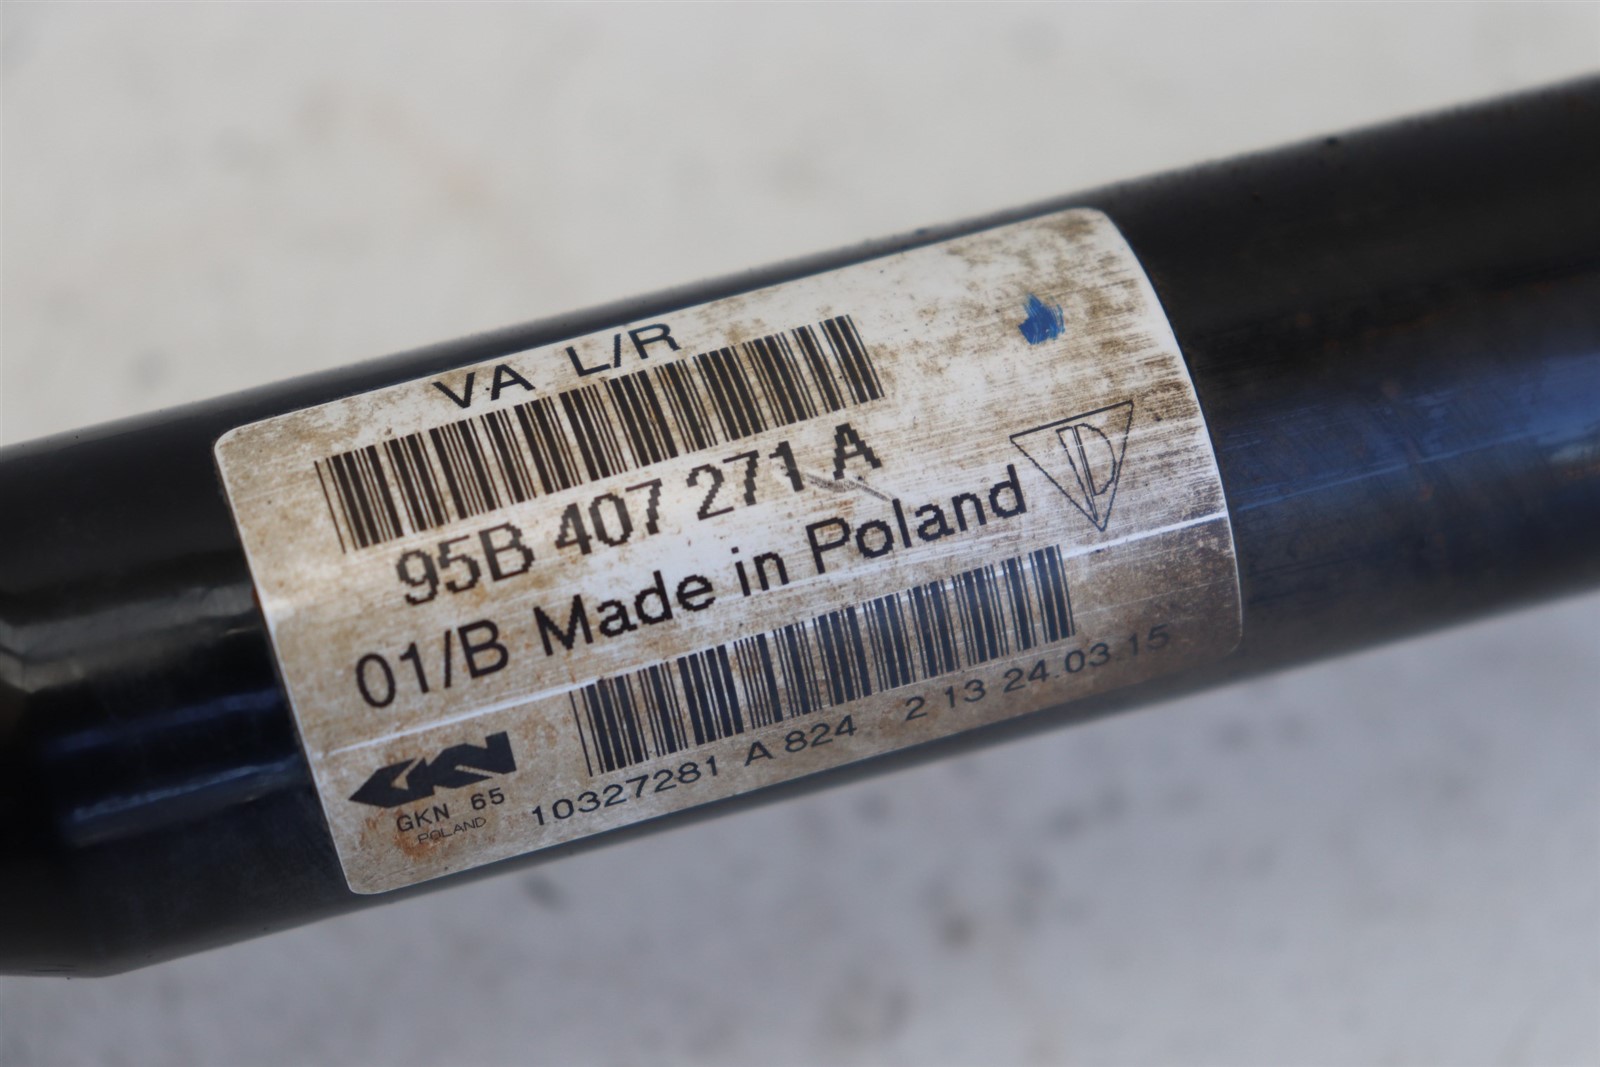 VA L/R
95B 407 271 A
01/B Made in Poland
GKN
GKN 65
POLAND
10327281 A 824 2 13 24.03.15